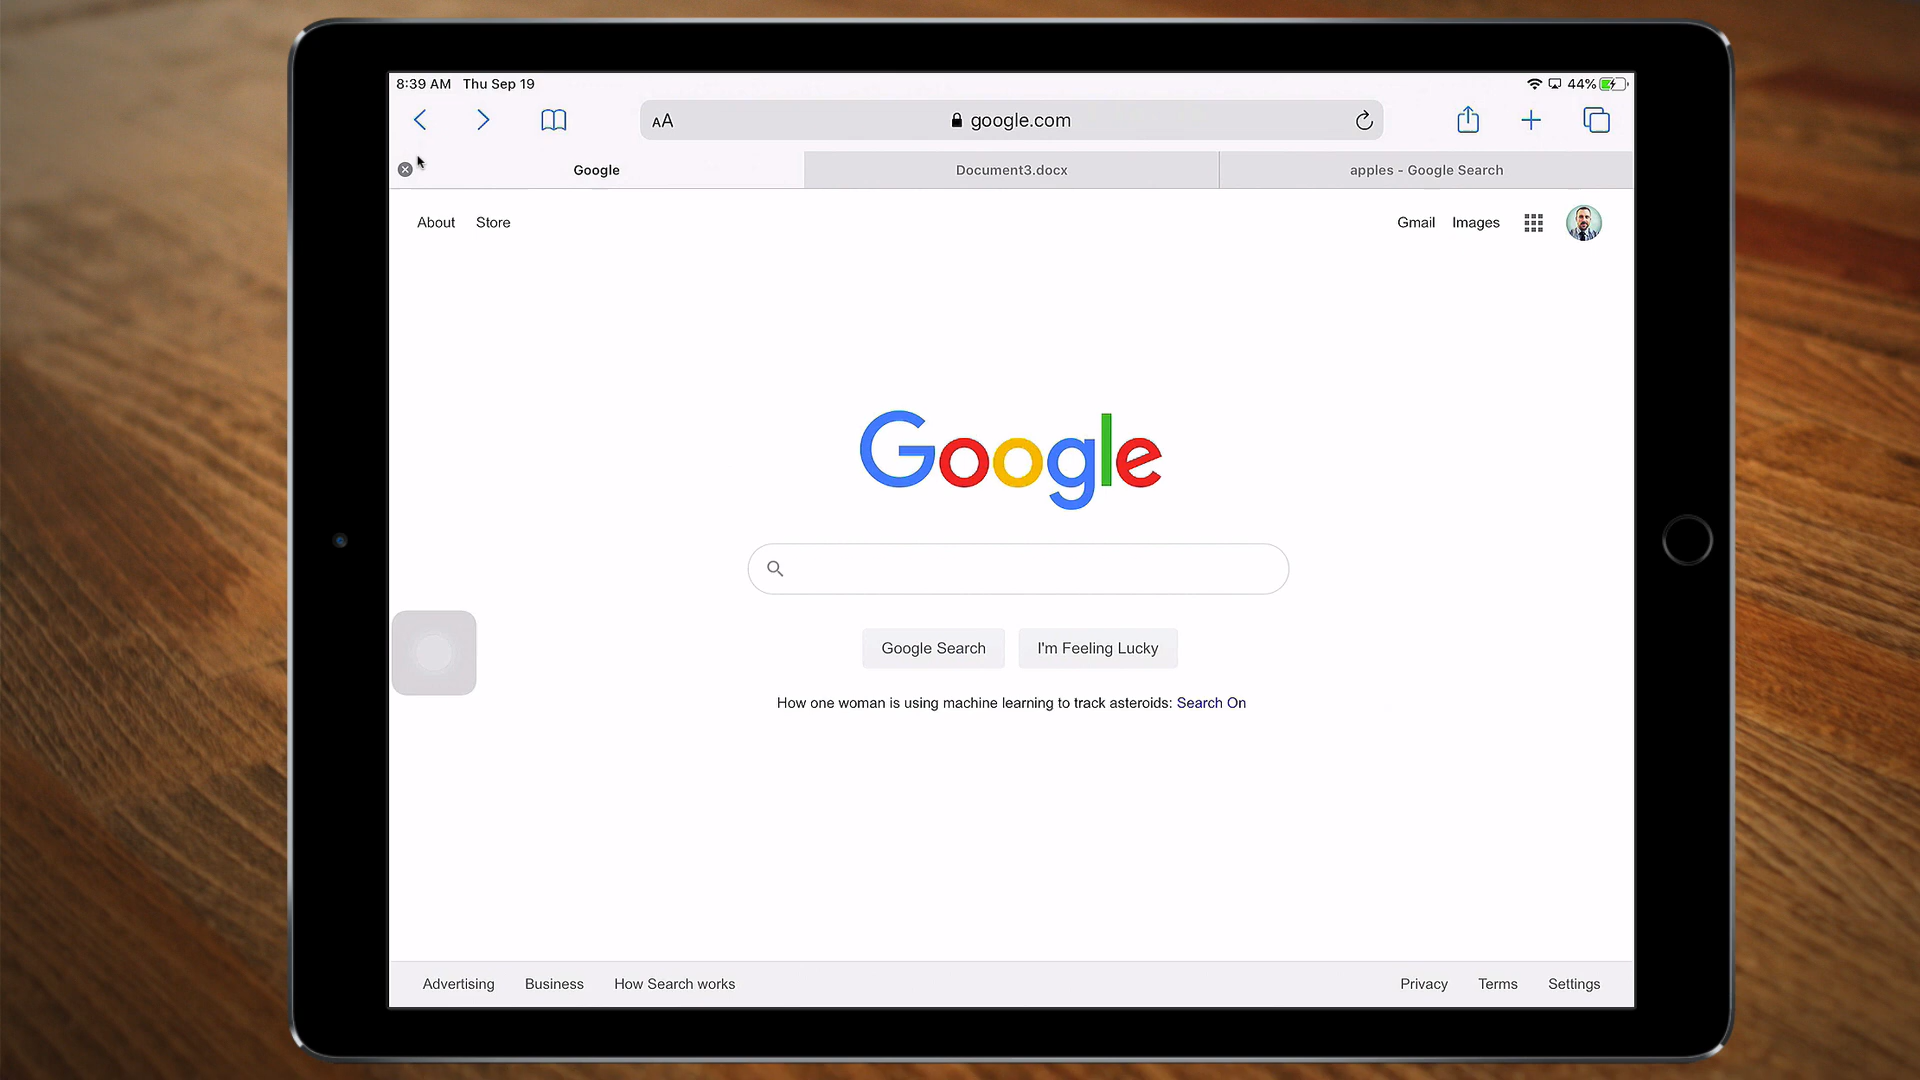 8:39 AM Thu Sep 19 44%
AA google.com
Google Document3.docx apples - Google Search
About Store Gmail Images
Google
Google Search I'm Feeling Lucky
How one woman is using machine learning to track asteroids: Search On
Advertising Business How Search works Privacy Terms Settings